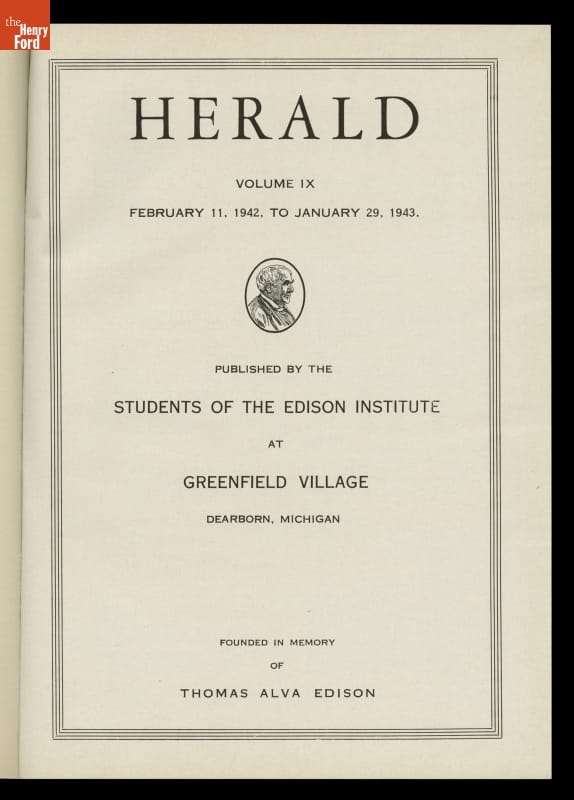 the
Henry
Ford
HERALD
VOLUME IX
FEBRUARY 11, 1942, TO JANUARY 29, 1943.
PUBLISHED BY THE
STUDENTS OF THE EDISON INSTITUTE
AT
GREENFIELD VILLAGE
DEARBORN, MICHIGAN
FOUNDED IN MEMORY
OF
THOMAS ALVA EDISON